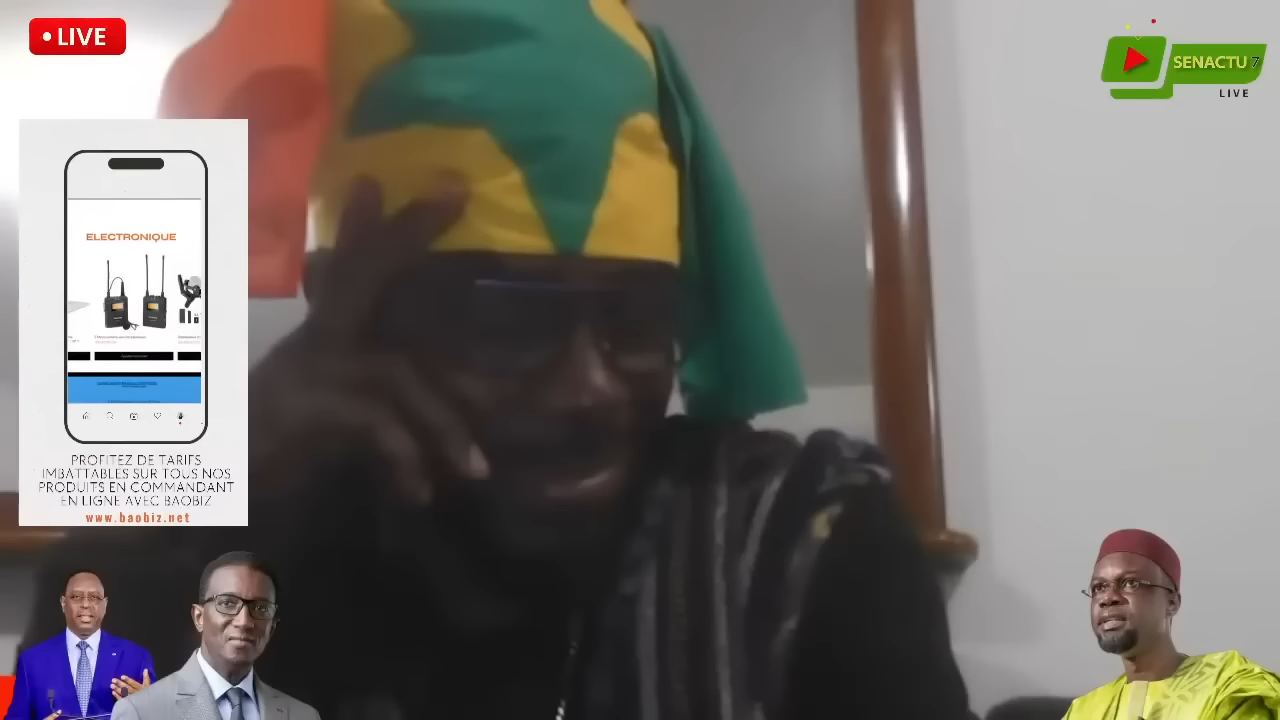 LIVE
SENACTU 7
LIVE
ELECTRONIQUE
PROFITEZ DE TARIFS
IMBATTABLES SUR TOUS NOS
PRODUITS EN COMMANDANT
EN LIGNE AVEC BAOBIZ
www.baobiz.net